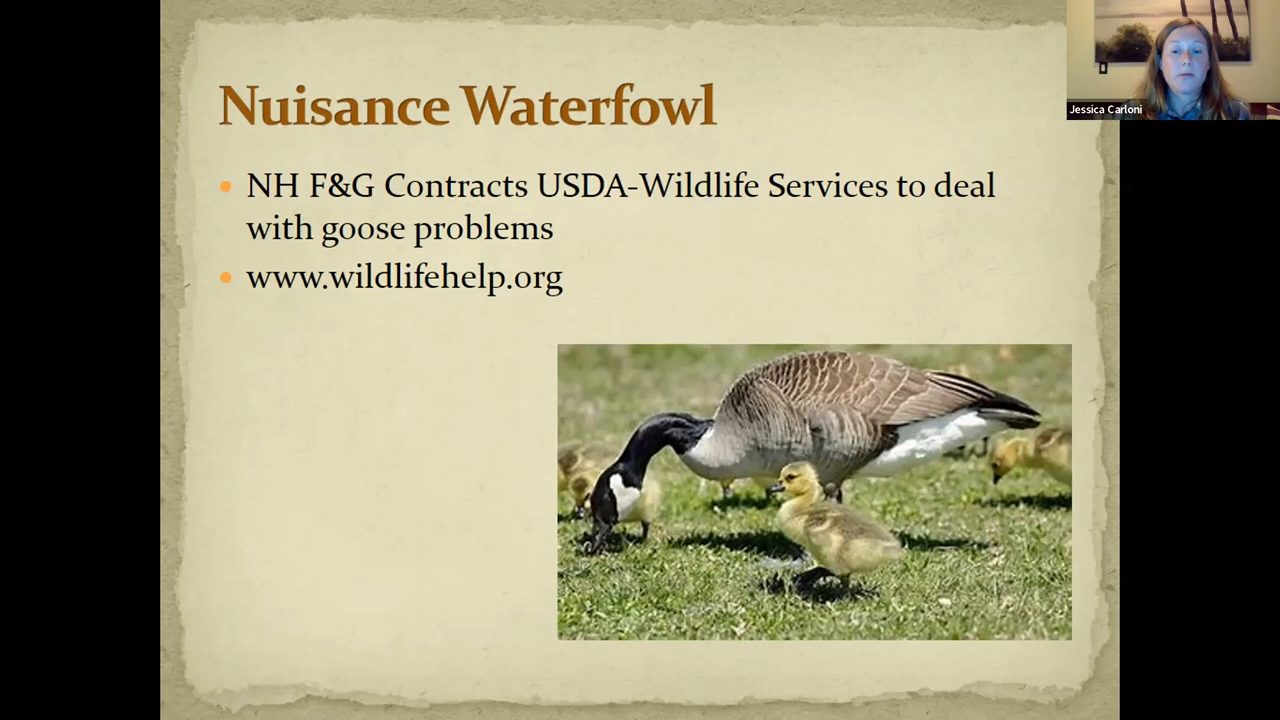 Nuisance Waterfowl
• NH F&G Contracts USDA-Wildlife Services to deal
with goose problems
• www.wildlifehelp.org
Jessica Carloni